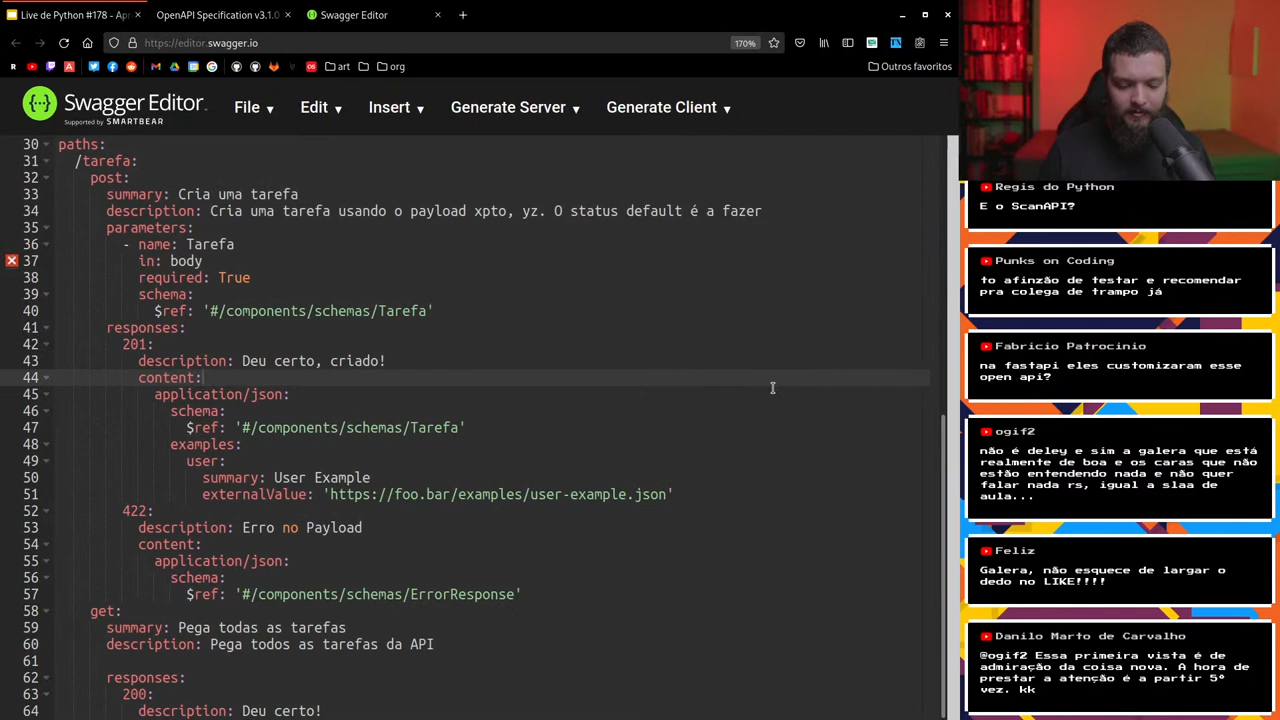 Live de Python #178 - Ap
OpenAPI Specification v3.1.0
Swagger Editor
https://editor.swagger.io
170%
art
org
Outros favoritos
Swagger Editor
Supported by SMARTBEAR
File
Edit
Insert
Generate Server
Generate Client
30 paths:
31 /tarefa:
32 post:
33 summary: Cria uma tarefa
34 description: Cria uma tarefa usando o payload xpto, yz. O status default é a fazer
35 parameters:
36 - name: Tarefa
37 in: body
38 required: True
39 schema:
40 $ref: '#/components/schemas/Tarefa'
41 responses:
42 201:
43 description: Deu certo, criado!
44 content:
45 application/json:
46 schema:
47 $ref: '#/components/schemas/Tarefa'
48 examples:
49 user:
50 summary: User Example
51 externalValue: 'https://foo.bar/examples/user-example.json'
52 422:
53 description: Erro no Payload
54 content:
55 application/json:
56 schema:
57 $ref: '#/components/schemas/ErrorResponse'
58 get:
59 summary: Pega todas as tarefas
60 description: Pega todos as tarefas da API
61
62 responses:
63 200:
64 description: Deu certo!
Regis do Python
E o ScanAPI?
Punks on Coding
to afinzão de testar e recomendar
pra colega de trampo já
Fabricio Patrocinio
na fastapi eles customizaram esse
open api?
ogif2
não é deley e sim a galera que está
realmente de boa e os caras que não
estão entendendo nada e não quer
falar nada rs, igual a slaa de
aula...
Feliz
Galera, não esquece de largar o
dedo no LIKE!!!!
Danilo Marto de Carvalho
@ogif2 Essa primeira vista é de
admiração da coisa nova. A hora de
prestar a atenção é a partir 5º
vez. kk